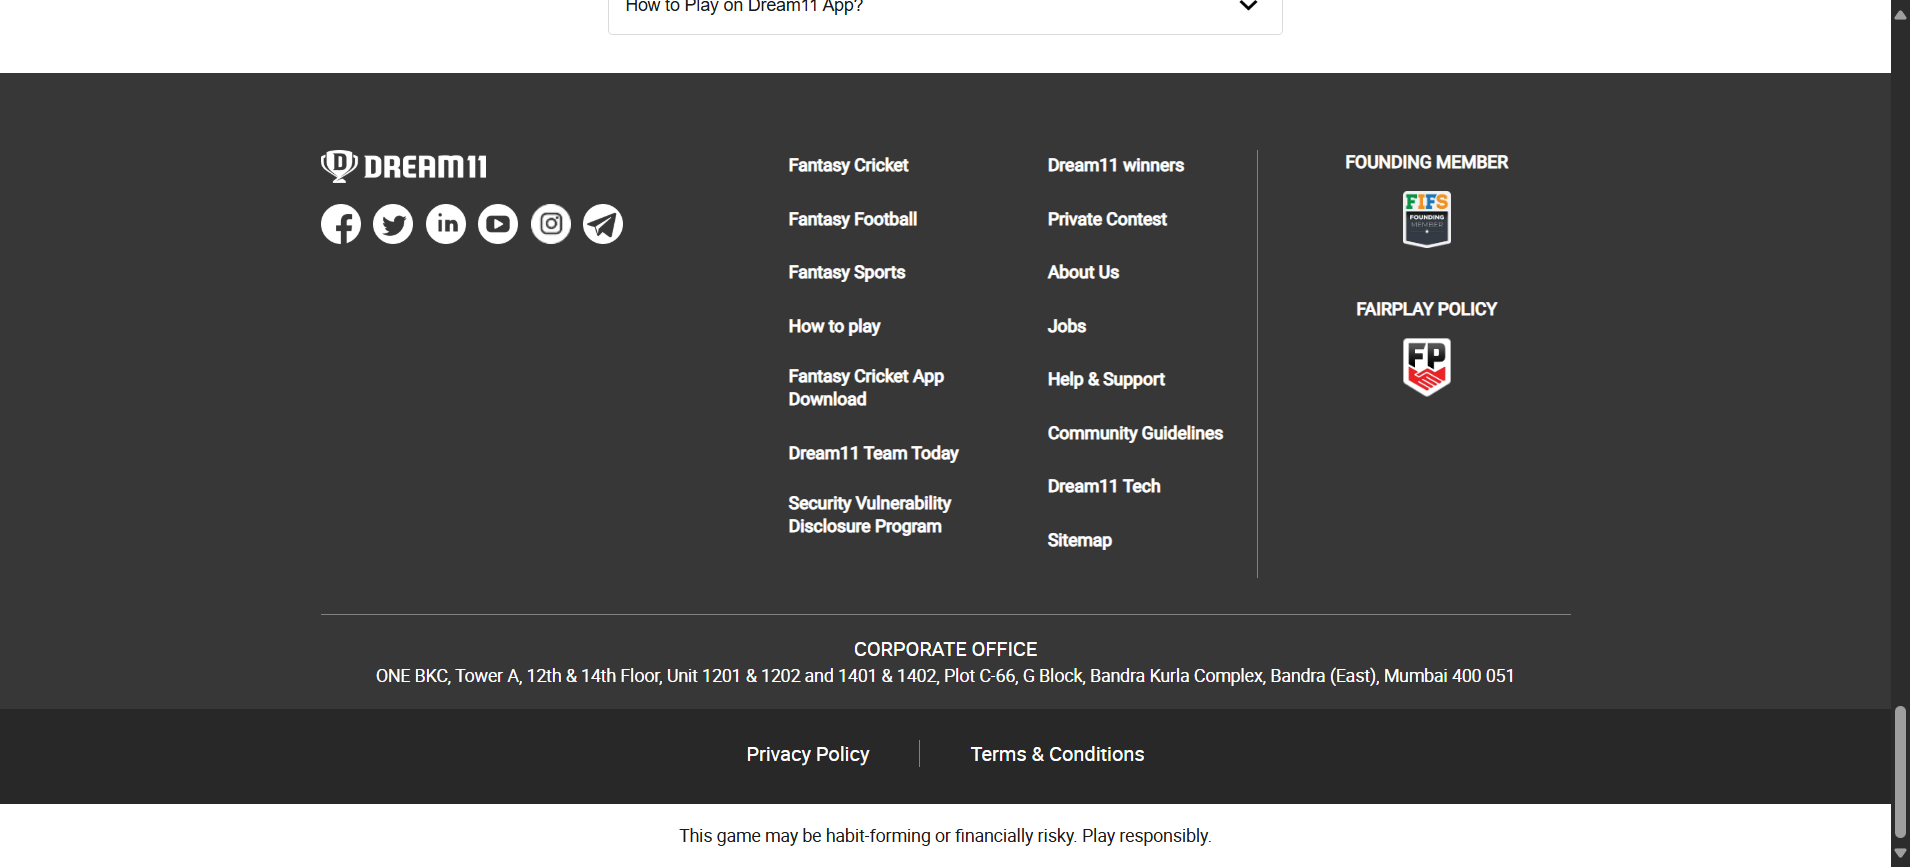 How to Play on Dream11 App?
DREAM11
Fantasy Cricket
Fantasy Football
Fantasy Sports
How to play
Fantasy Cricket App
Download
Dream11 Team Today
Security Vulnerability
Disclosure Program
Dream11 winners
Private Contest
About Us
Jobs
Help & Support
Community Guidelines
Dream11 Tech
Sitemap
FOUNDING MEMBER
FIFS
FOUNDING
MEMBER
FAIRPLAY POLICY
FP
CORPORATE OFFICE
ONE BKC, Tower A, 12th & 14th Floor, Unit 1201 & 1202 and 1401 & 1402, Plot C-66, G Block, Bandra Kurla Complex, Bandra (East), Mumbai 400 051
Privacy Policy
Terms & Conditions
This game may be habit-forming or financially risky. Play responsibly.